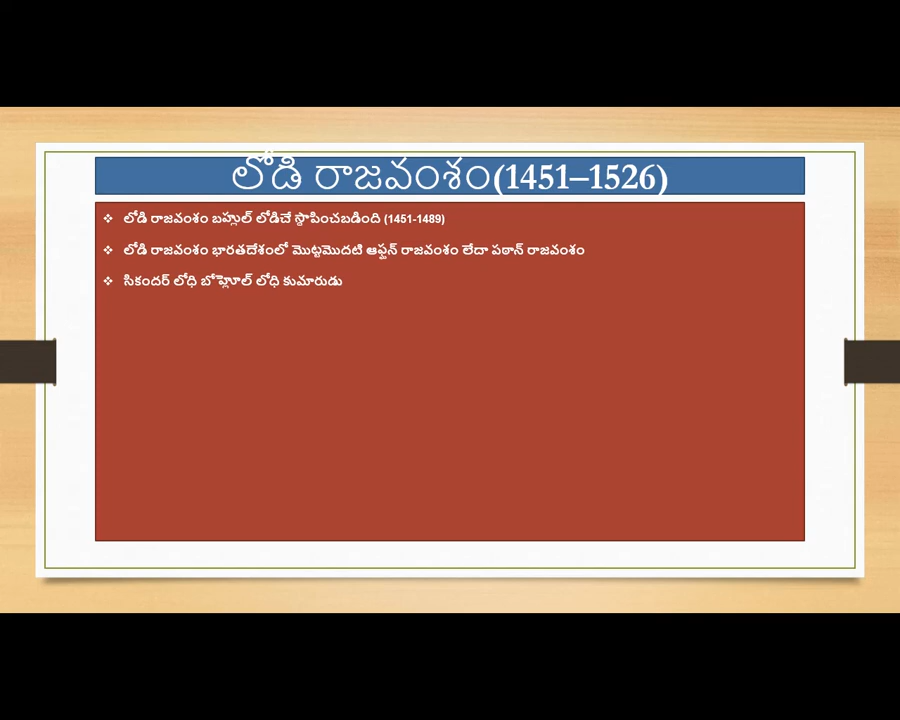 లోడి రాజవంశం(1451–1526)
❖ లోడి రాజవంశం బహ్లుల్ లోడిచే స్థాపించబడింది (1451-1489)
❖ లోడి రాజవంశం భారతదేశంలో మొట్టమొదటి ఆఫ్ఘన్ రాజవంశం లేదా పఠాన్ రాజవంశం
❖ సికందర్ లోధి బోహ్లొల్ లోధి కుమారుడు